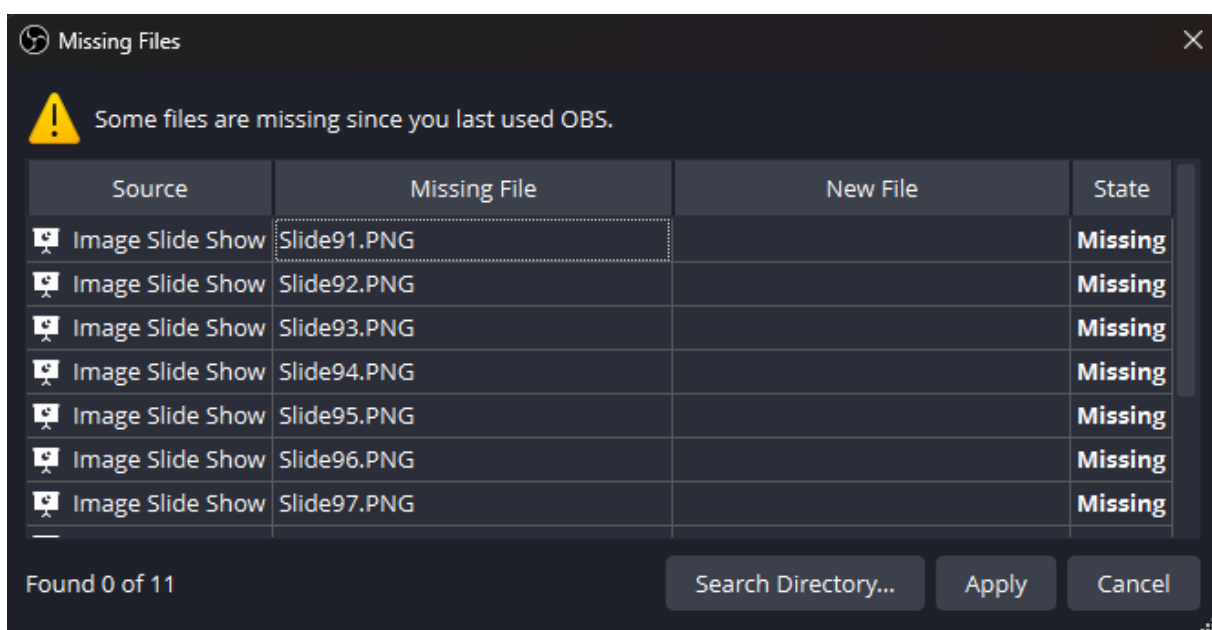 Missing Files
Some files are missing since you last used OBS.
Source Missing File New File State
Image Slide Show Slide91.PNG Missing
Image Slide Show Slide92.PNG Missing
Image Slide Show Slide93.PNG Missing
Image Slide Show Slide94.PNG Missing
Image Slide Show Slide95.PNG Missing
Image Slide Show Slide96.PNG Missing
Image Slide Show Slide97.PNG Missing
Found 0 of 11 Search Directory... Apply Cancel